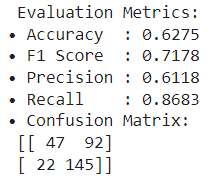 Evaluation Metrics:
• Accuracy : 0.6275
• F1 Score : 0.7178
• Precision : 0.6118
• Recall : 0.8683
• Confusion Matrix:
[[ 47 92]
[ 22 145]]